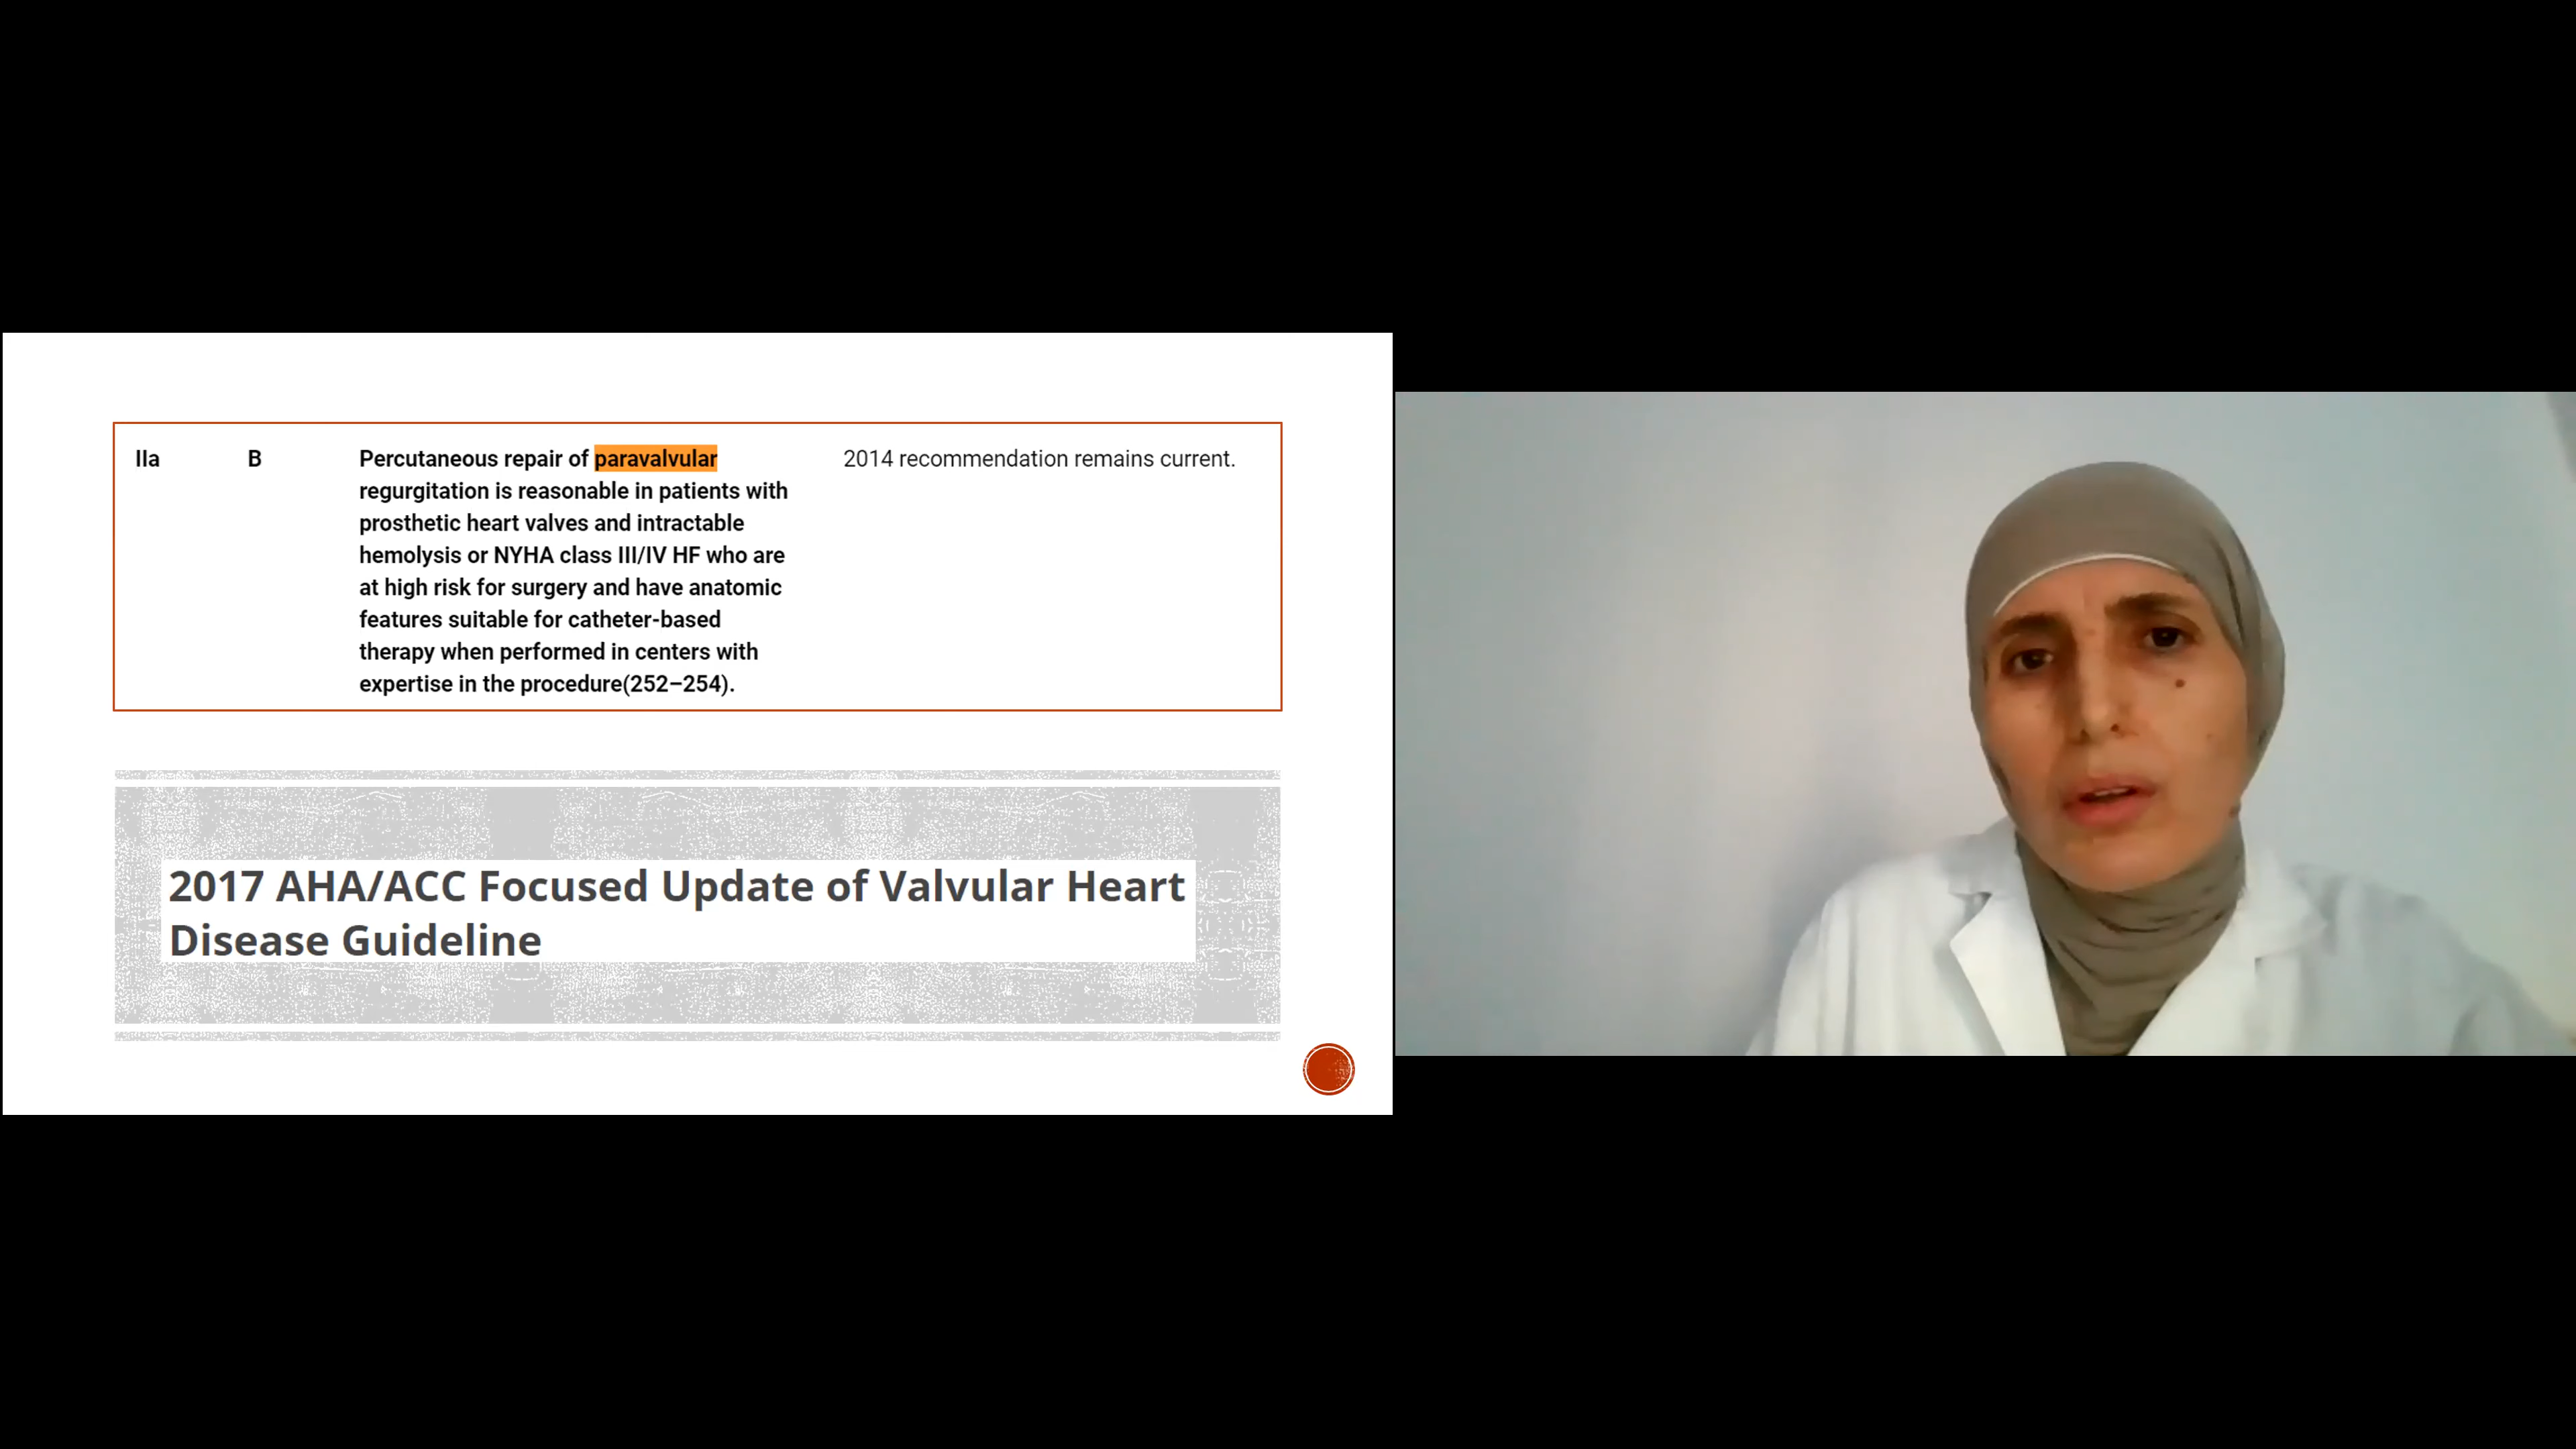 IIa B Percutaneous repair of paravalvular 2014 recommendation remains current.
regurgitation is reasonable in patients with
prosthetic heart valves and intractable
hemolysis or NYHA class III/IV HF who are
at high risk for surgery and have anatomic
features suitable for catheter-based
therapy when performed in centers with
expertise in the procedure(252–254).
2017 AHA/ACC Focused Update of Valvular Heart
Disease Guideline